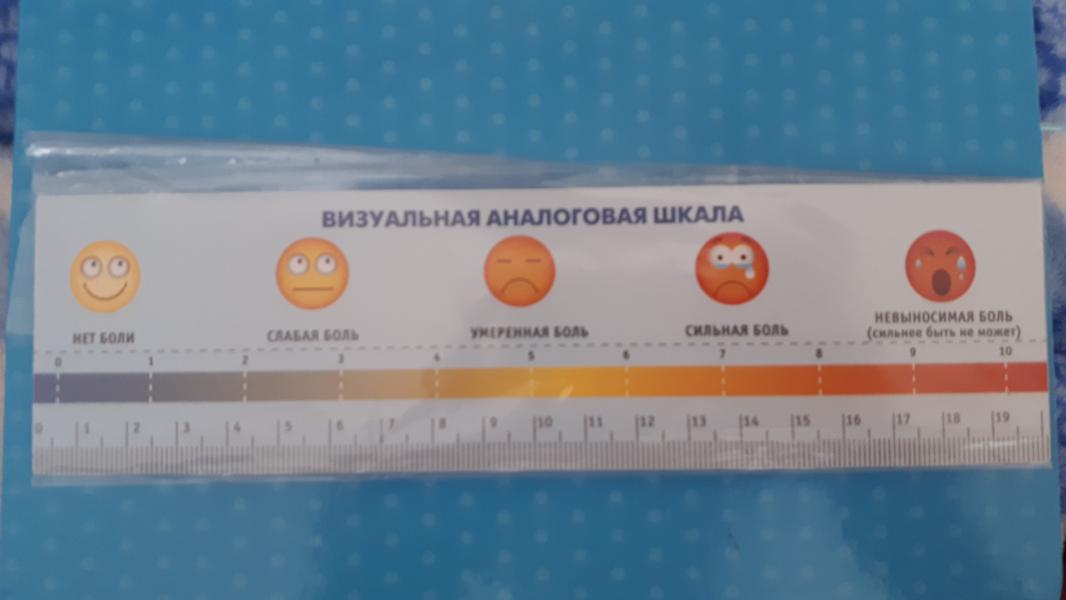 ВИЗУАЛЬНАЯ АНАЛОГОВАЯ ШКАЛА
НЕТ БОЛИ
СЛАБАЯ БОЛЬ
УМЕРЕННАЯ БОЛЬ
СИЛЬНАЯ БОЛЬ
НЕВЫНОСИМАЯ БОЛЬ
(сильнее быть не может)
0 1 2 3 4 5 6 7 8 9 10
0 1 2 3 4 5 6 7 8 9 10 11 12 13 14 15 16 17 18 19